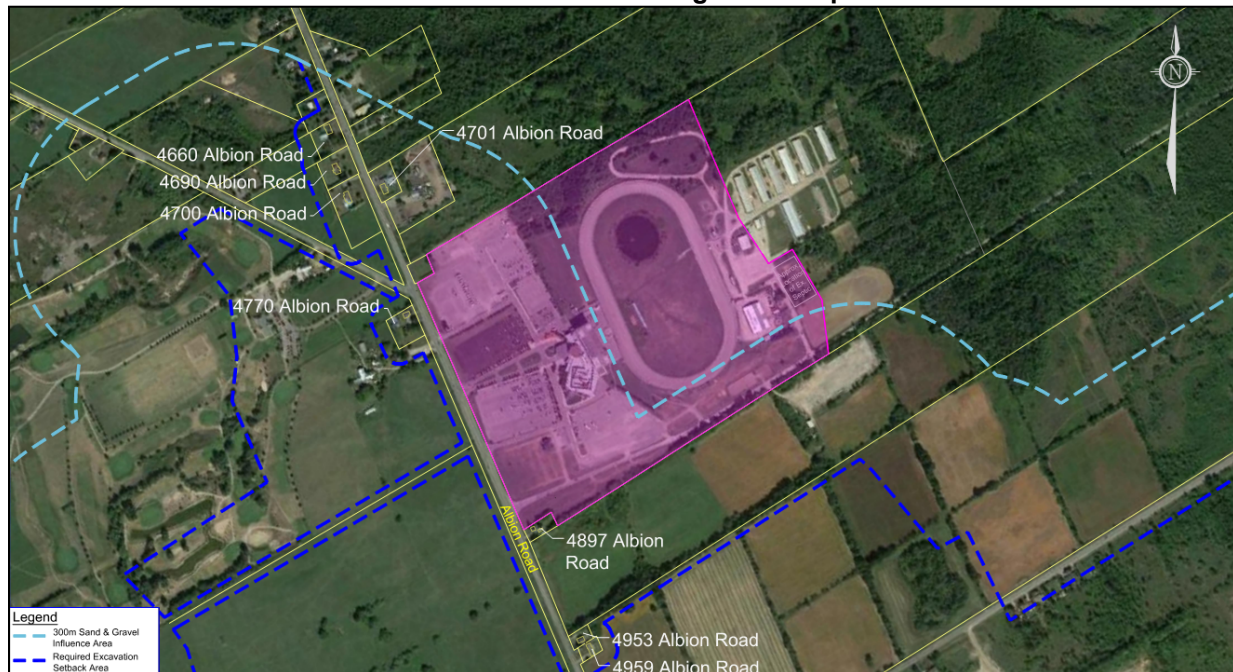 N
4701 Albion Road
4660 Albion Road
4690 Albion Road
4700 Albion Road
4770 Albion Road
Albion Road
4897 Albion
Road
4953 Albion Road
4959 Albion Road
Legend
300m Sand & Gravel
Influence Area
Required Excavation
Setback Area